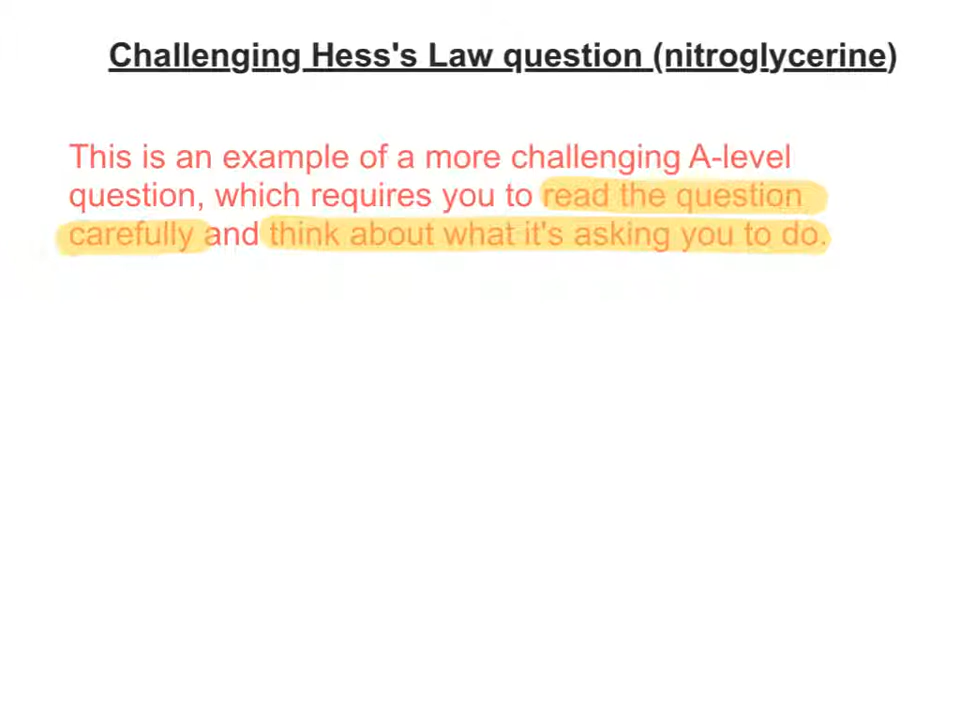 Challenging Hess's Law question (nitroglycerine)
This is an example of a more challenging A-level
question, which requires you to read the question
carefully and think about what it's asking you to do.